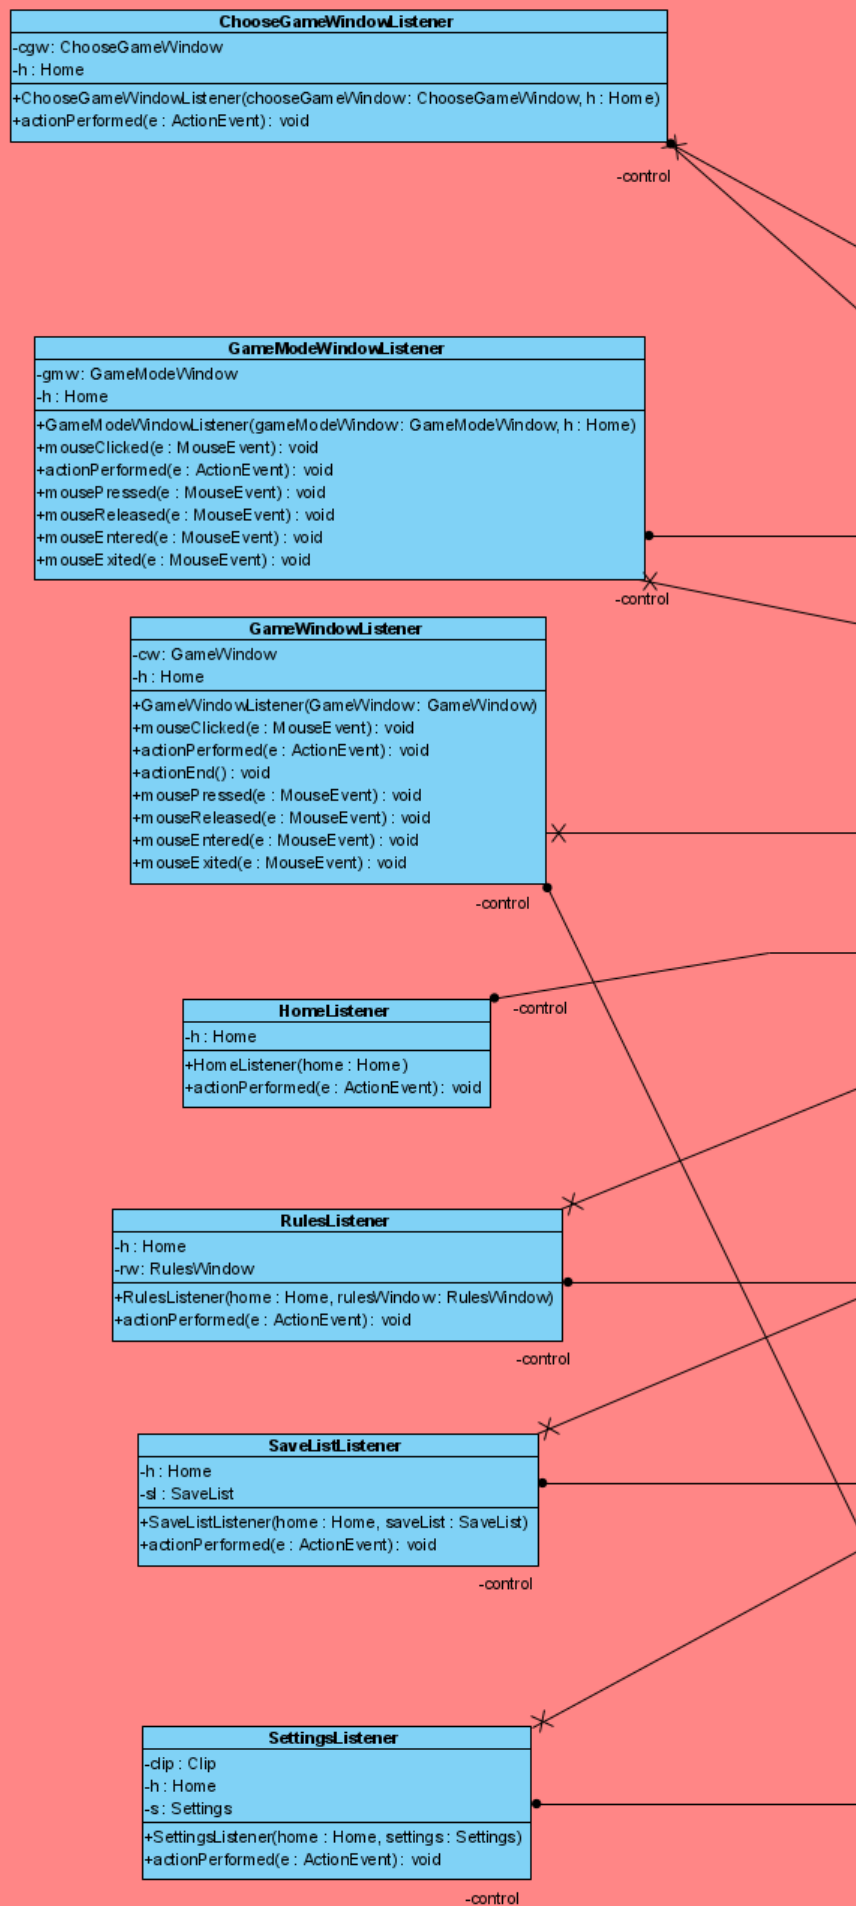 ChooseGameWindowListener
-cgw: ChooseGameWindow
-h : Home
+ChooseGameWindowListener(chooseGameWindow: ChooseGameWindow, h : Home)
+actionPerformed(e : ActionEvent) : void
-control
GameModeWindowListener
-gmw: GameModeWindow
-h : Home
+GameModeWindowListener(gameModeWindow: GameModeWindow, h : Home)
+mouseClicked(e : MouseEvent) : void
+actionPerformed(e : ActionEvent) : void
+mousePressed(e : MouseEvent) : void
+mouseReleased(e : MouseEvent) : void
+mouseEntered(e : MouseEvent) : void
+mouseExited(e : MouseEvent) : void
-control
GameWindowListener
-cw: GameWindow
-h : Home
+GameWindowListener(GameWindow: GameWindow)
+mouseClicked(e : MouseEvent) : void
+actionPerformed(e : ActionEvent) : void
+actionEnd() : void
+mousePressed(e : MouseEvent) : void
+mouseReleased(e : MouseEvent) : void
+mouseEntered(e : MouseEvent) : void
+mouseExited(e : MouseEvent) : void
-control
-control
HomeListener
-h : Home
+HomeListener(home : Home)
+actionPerformed(e : ActionEvent) : void
RulesListener
-h : Home
-rw: RulesWindow
+RulesListener(home : Home, rulesWindow: RulesWindow)
+actionPerformed(e : ActionEvent) : void
-control
SaveListListener
-h : Home
-sl : SaveList
+SaveListListener(home : Home, saveList : SaveList)
+actionPerformed(e : ActionEvent) : void
-control
SettingsListener
-clip : Clip
-h : Home
-s : Settings
+SettingsListener(home : Home, settings : Settings)
+actionPerformed(e : ActionEvent) : void
-control